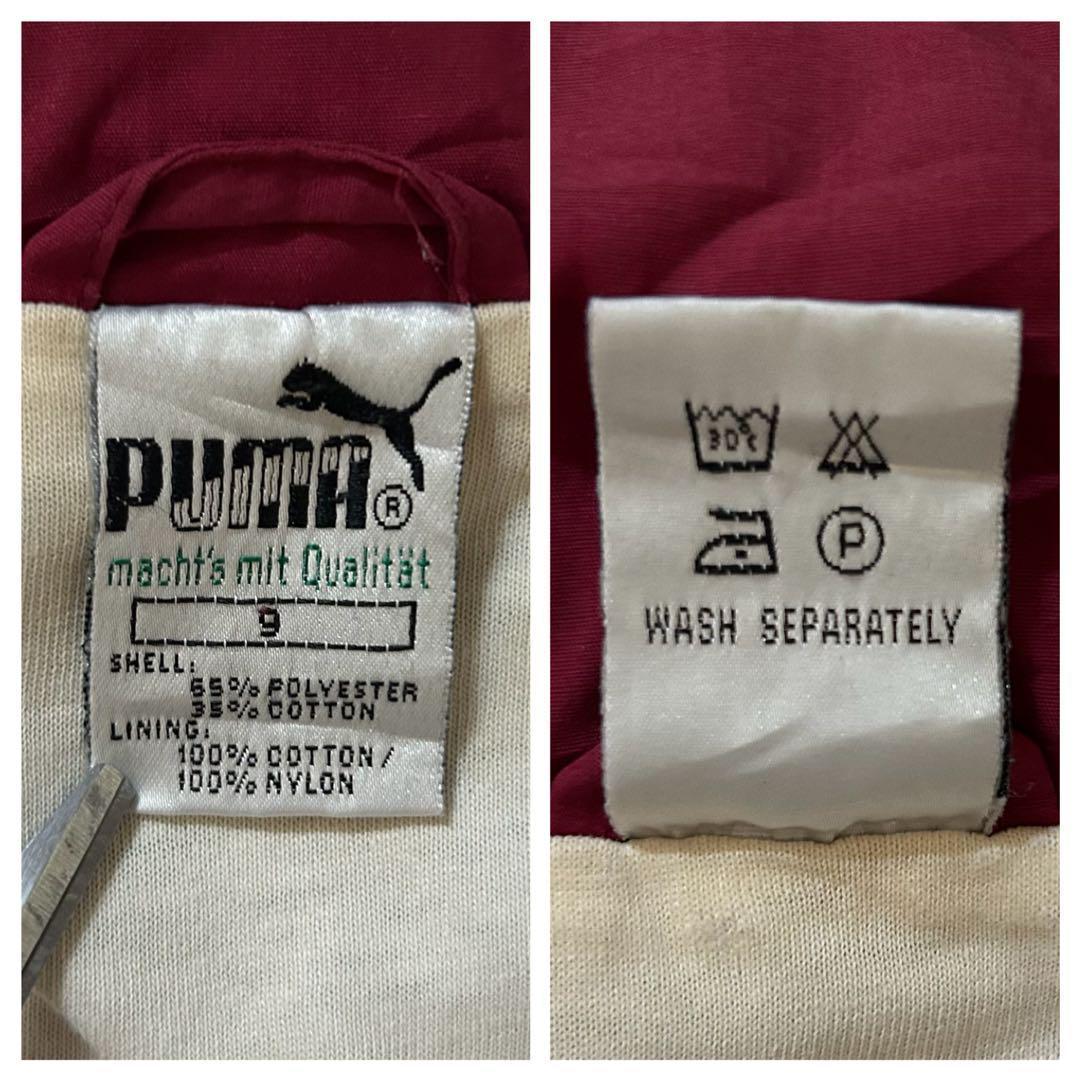 PUMA®
macht's mit Qualität
9
SHELL:
65% POLYESTER
35% COTTON
LINING:
100% COTTON /
100% NYLON
30°c
P
WASH SEPARATELY